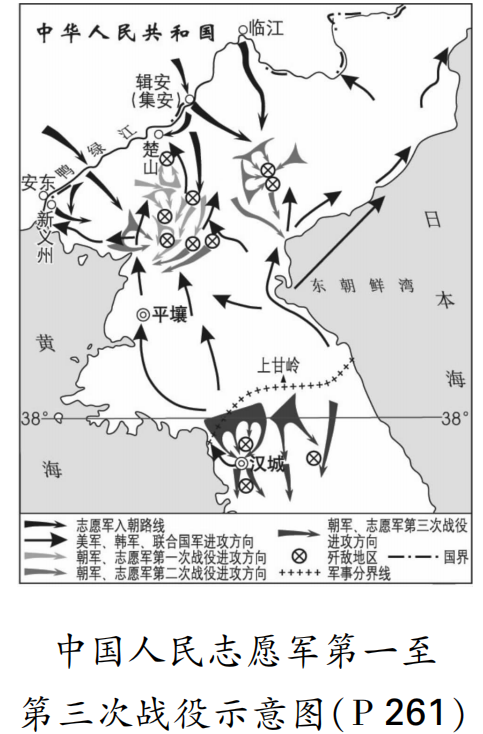 中华人民共和国
临江
辑安
(集安)
鸭绿江
楚山
安东
新义州
日本海
东朝鲜湾
平壤
黄海
上甘岭
38°
38°
汉城
志愿军入朝路线
美军、韩军、联合国军进攻方向
朝军、志愿军第一次战役进攻方向
朝军、志愿军第二次战役进攻方向
朝军、志愿军第三次战役
进攻方向
歼敌地区
国界
军事分界线
中国人民志愿军第一至
第三次战役示意图(P 261)